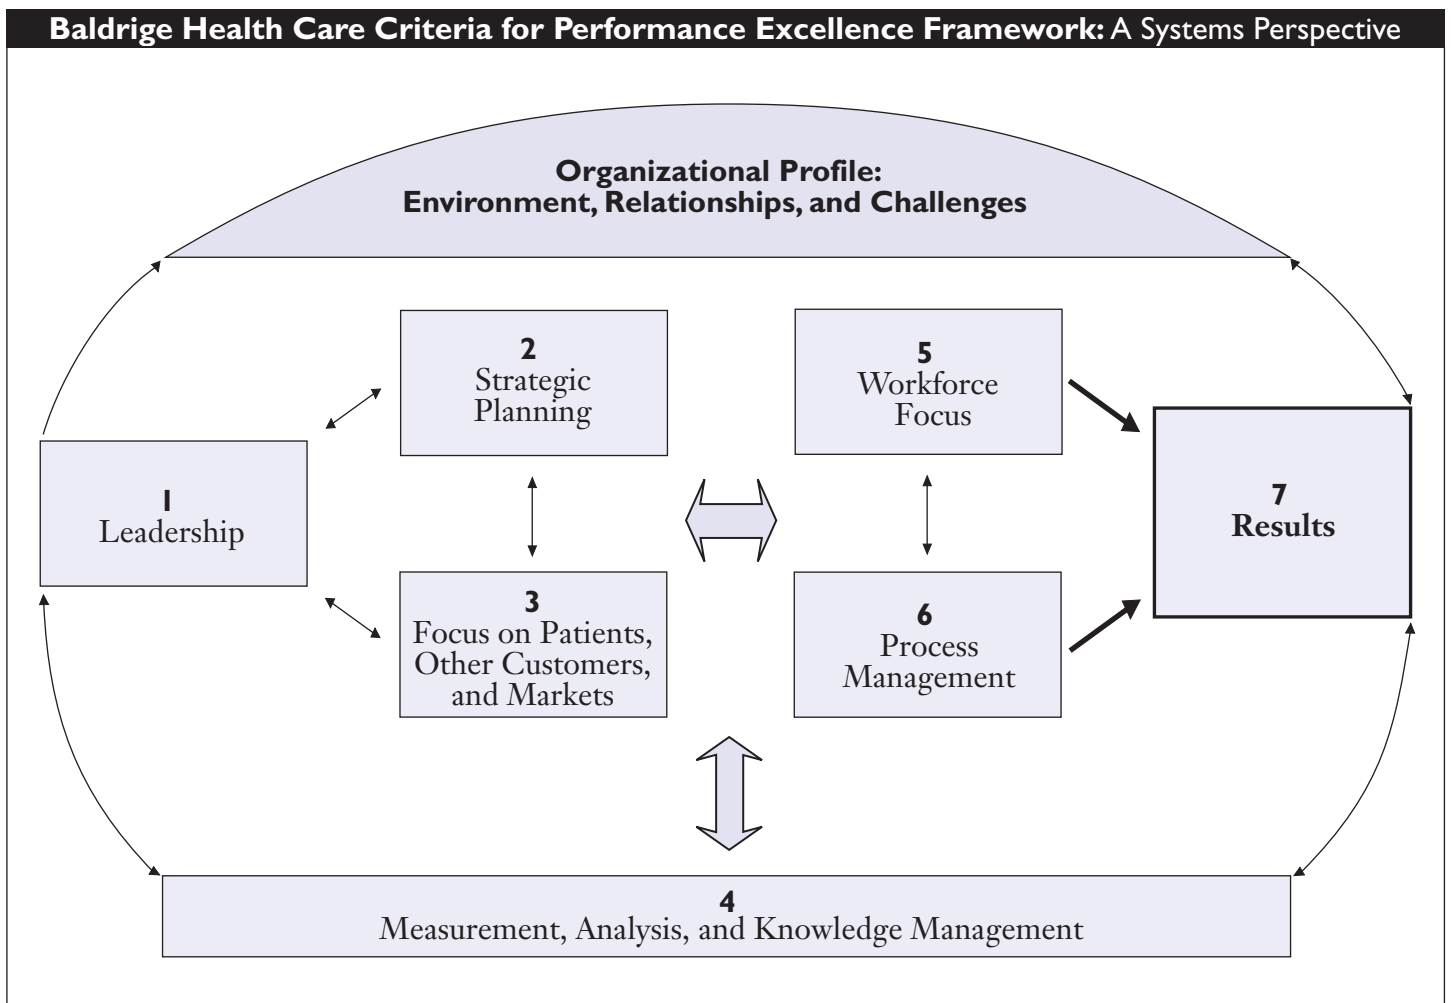 Baldrige Health Care Criteria for Performance Excellence Framework: A Systems Perspective
Organizational Profile:
Environment, Relationships, and Challenges
2
Strategic
Planning
5
Workforce
Focus
1
Leadership
7
Results
3
Focus on Patients,
Other Customers,
and Markets
6
Process
Management
4
Measurement, Analysis, and Knowledge Management